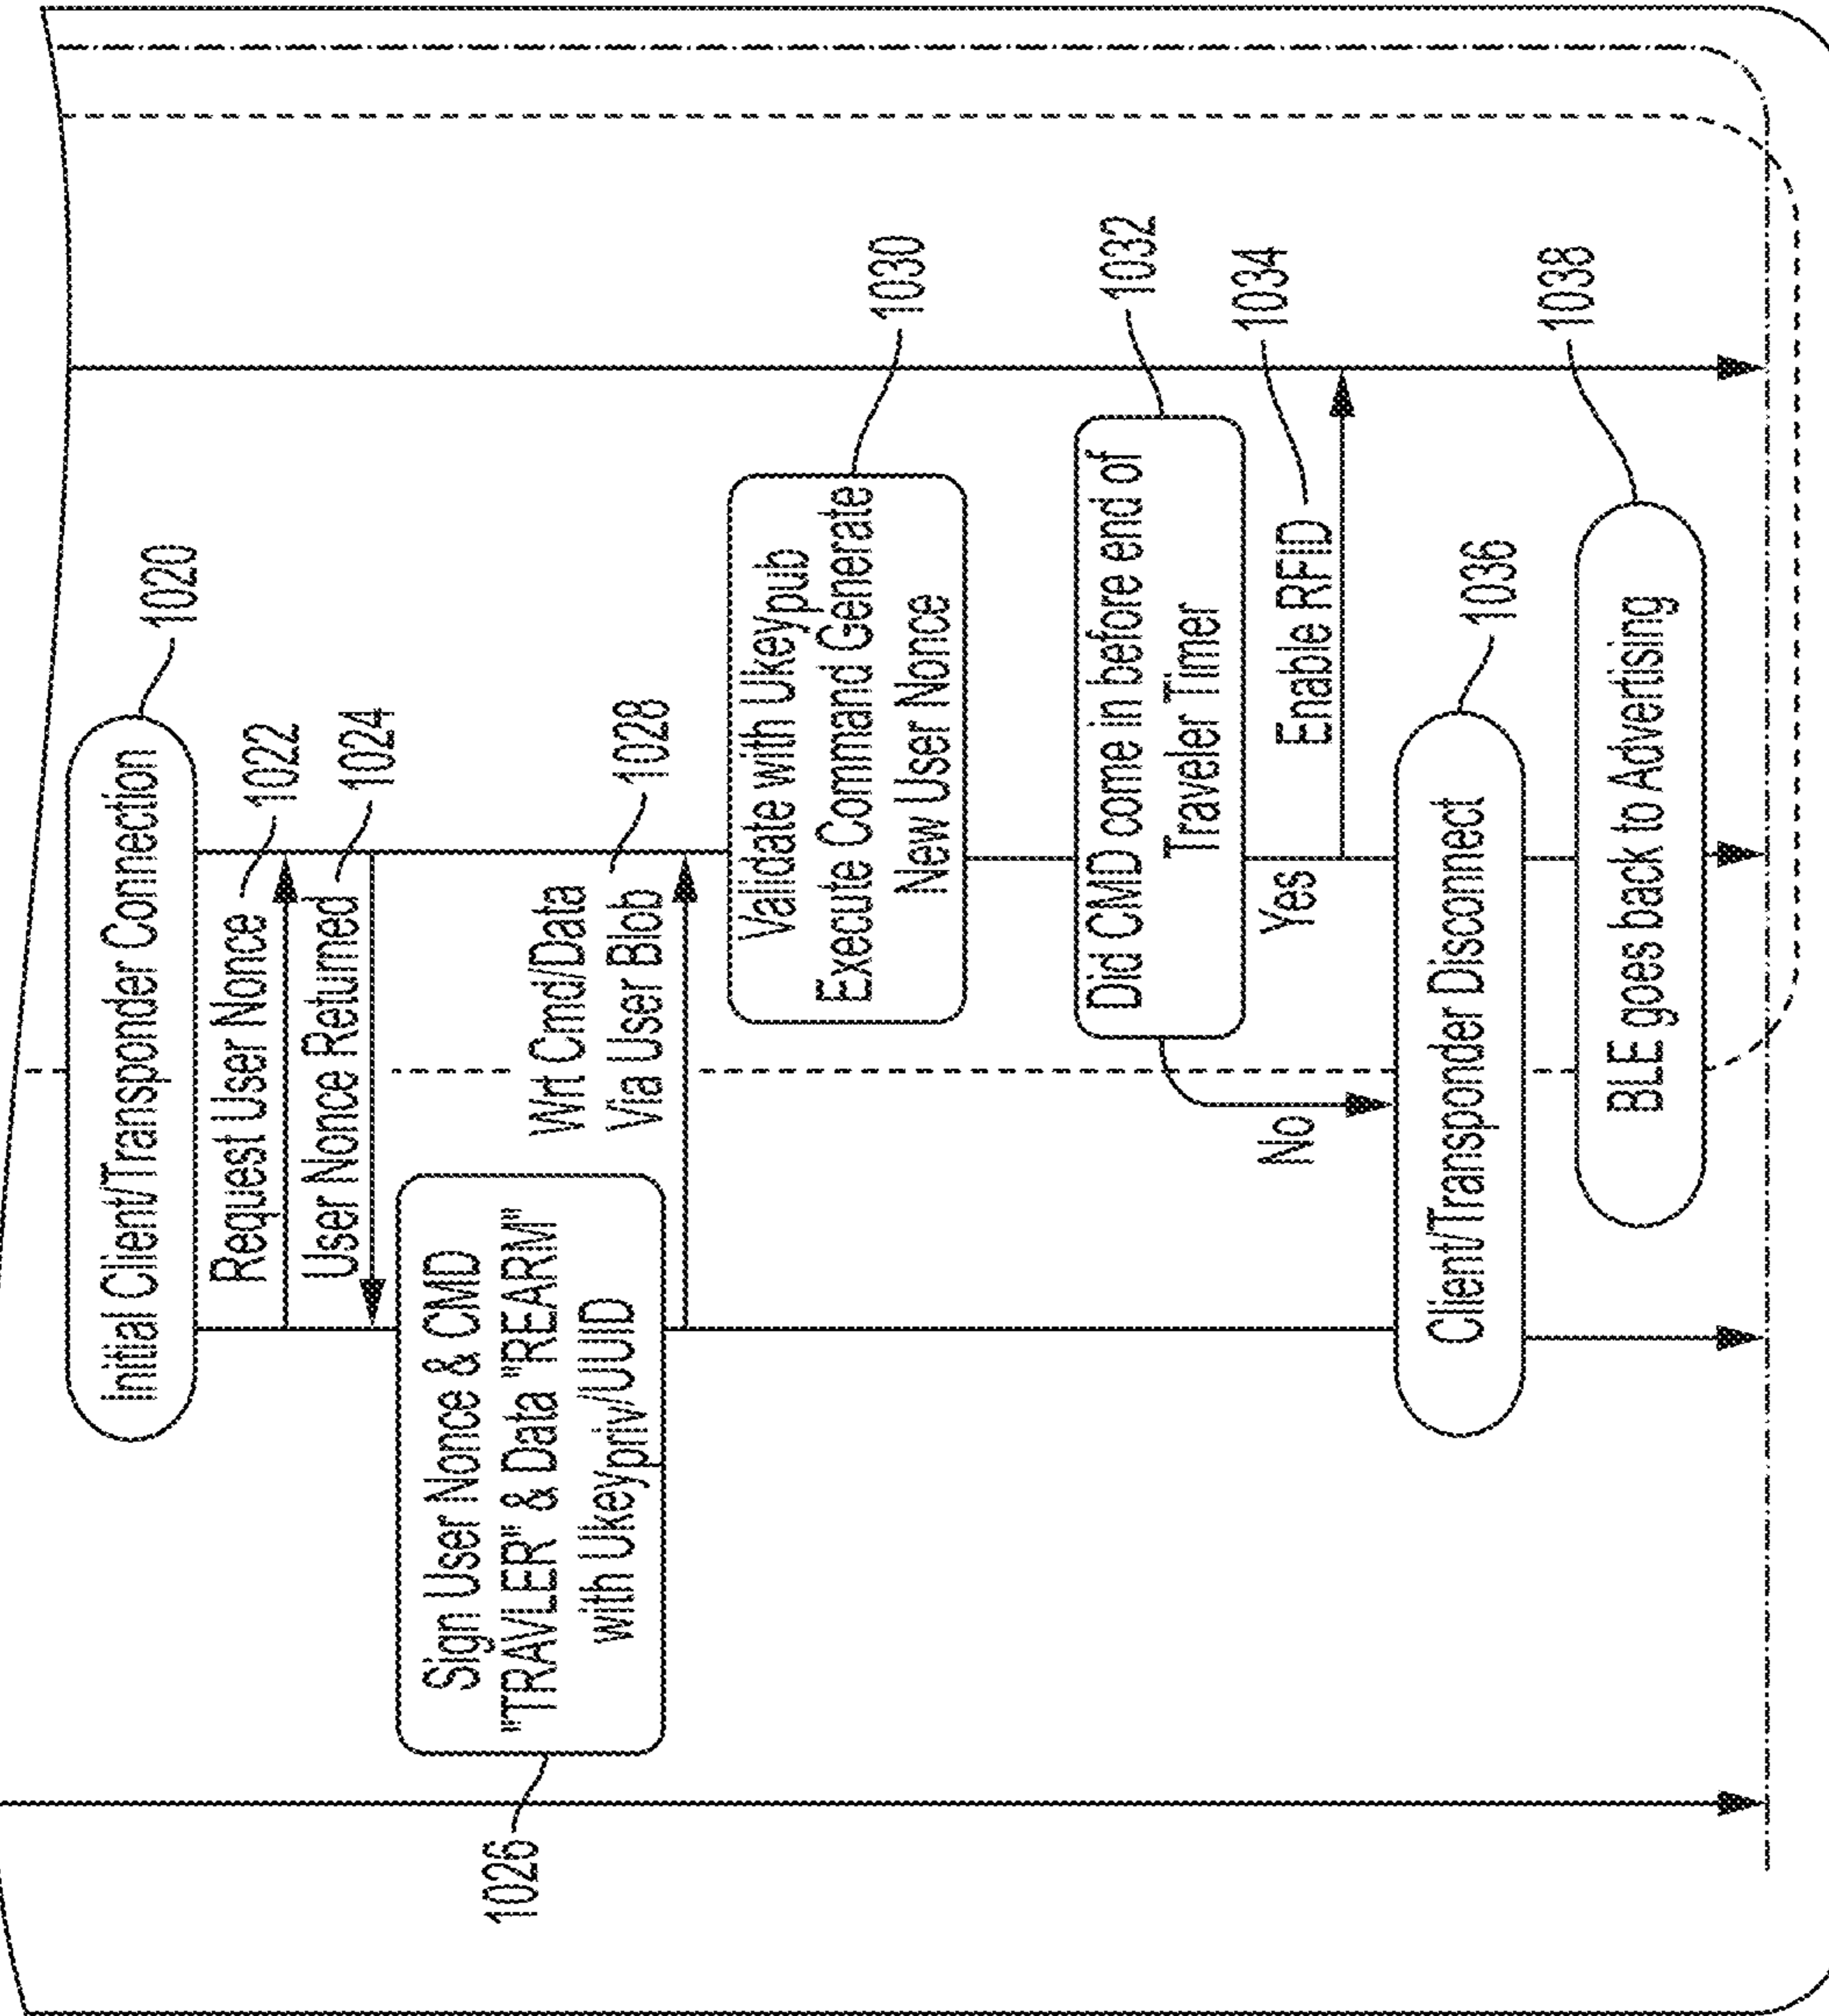 Initial Client/Transponder Connection
1020
Request User Nonce
1022
User Nonce Returned
1024
Sign User Nonce & CMD
"TRAVLER" & Data "REARM"
with Ukeypriv/UUID
1026
Wrt Cmd/Data
Via User Blob
1028
Validate with Ukeypub
Execute Command Generate
New User Nonce
1030
Did CMD come in before end of
Traveler Timer
1032
No
Yes
Enable RFID
1034
Client/Transponder Disconnect
1036
BLE goes back to Advertising
1038